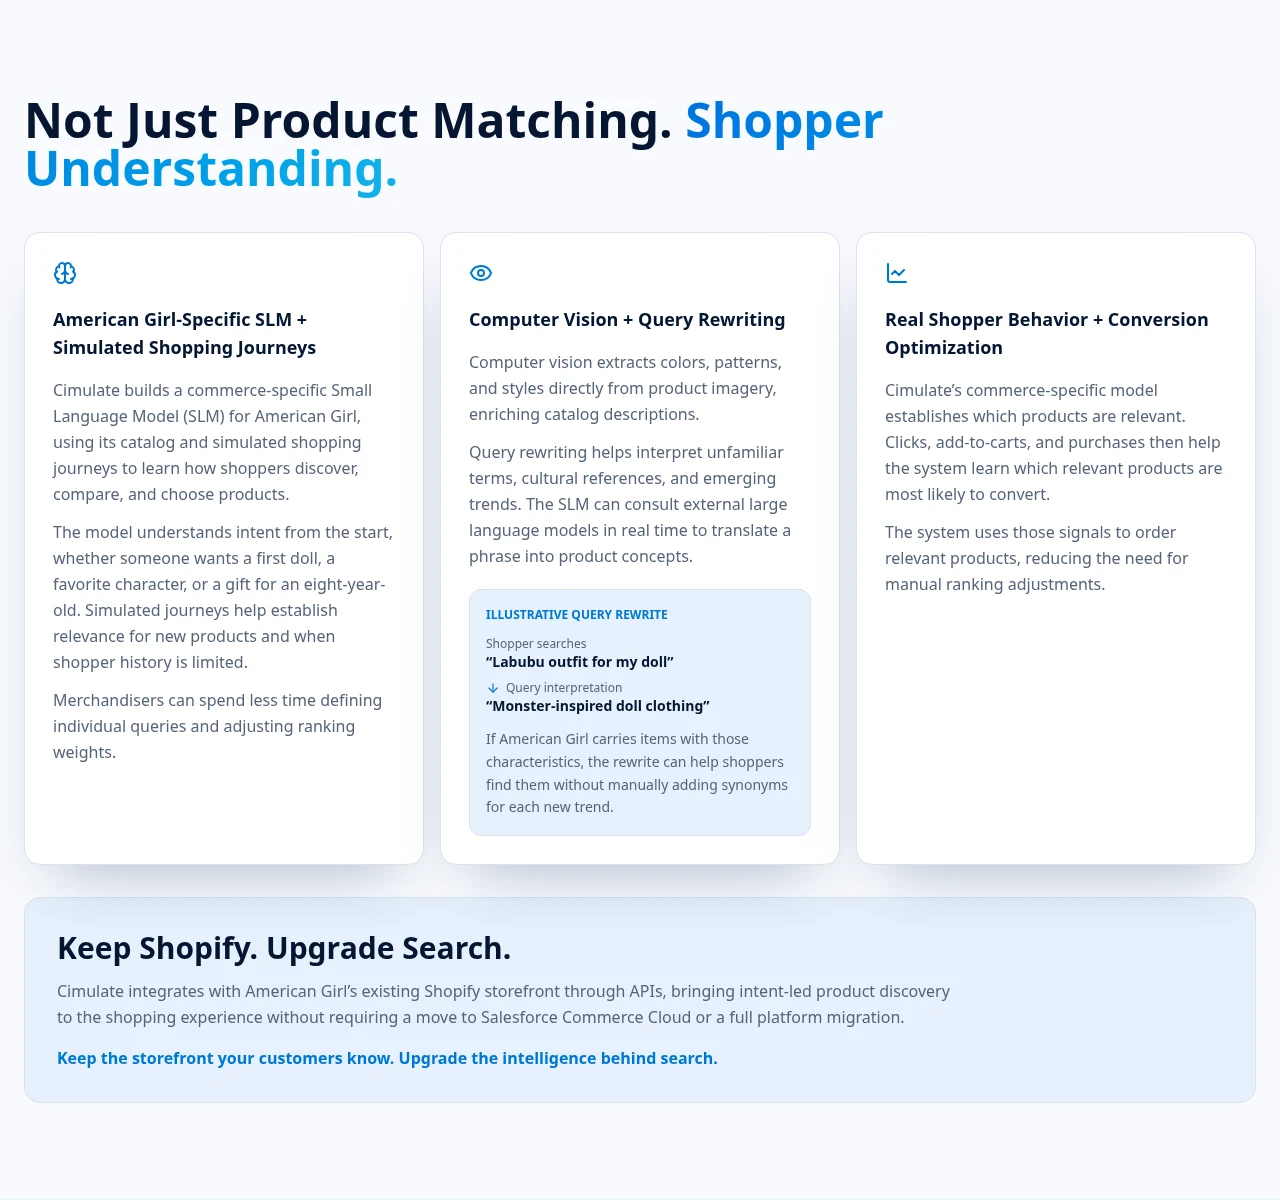 Not Just Product Matching. Shopper
Understanding.
American Girl-Specific SLM +
Simulated Shopping Journeys
Cimulate builds a commerce-specific Small
Language Model (SLM) for American Girl,
using its catalog and simulated shopping
journeys to learn how shoppers discover,
compare, and choose products.
The model understands intent from the start,
whether someone wants a first doll, a
favorite character, or a gift for an eight-year-
old. Simulated journeys help establish
relevance for new products and when
shopper history is limited.
Merchandisers can spend less time defining
individual queries and adjusting ranking
weights.
Computer Vision + Query Rewriting
Computer vision extracts colors, patterns,
and styles directly from product imagery,
enriching catalog descriptions.
Query rewriting helps interpret unfamiliar
terms, cultural references, and emerging
trends. The SLM can consult external large
language models in real time to translate a
phrase into product concepts.
ILLUSTRATIVE QUERY REWRITE
Shopper searches
“Labubu outfit for my doll”
Query interpretation
“Monster-inspired doll clothing”
If American Girl carries items with those
characteristics, the rewrite can help shoppers
find them without manually adding synonyms
for each new trend.
Real Shopper Behavior + Conversion
Optimization
Cimulate’s commerce-specific model
establishes which products are relevant.
Clicks, add-to-carts, and purchases then help
the system learn which relevant products are
most likely to convert.
The system uses those signals to order
relevant products, reducing the need for
manual ranking adjustments.
Keep Shopify. Upgrade Search.
Cimulate integrates with American Girl’s existing Shopify storefront through APIs, bringing intent-led product discovery
to the shopping experience without requiring a move to Salesforce Commerce Cloud or a full platform migration.
Keep the storefront your customers know. Upgrade the intelligence behind search.